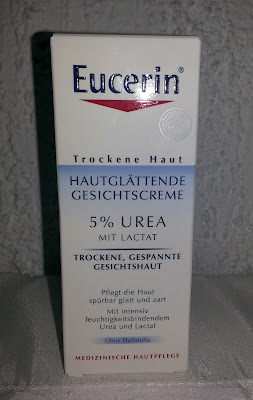 Eucerin®
Trockene Haut
HAUTGLÄTTENDE
GESICHTSCREME
5% UREA
MIT LACTAT
TROCKENE, GESPANNTE
GESICHTSHAUT
Pflegt die Haut
spürbar glatt und zart
Mit intensiv
feuchtigkeitsbindendem
Urea und Lactat
Ohne Duftstoffe
MEDIZINISCHE HAUTPFLEGE